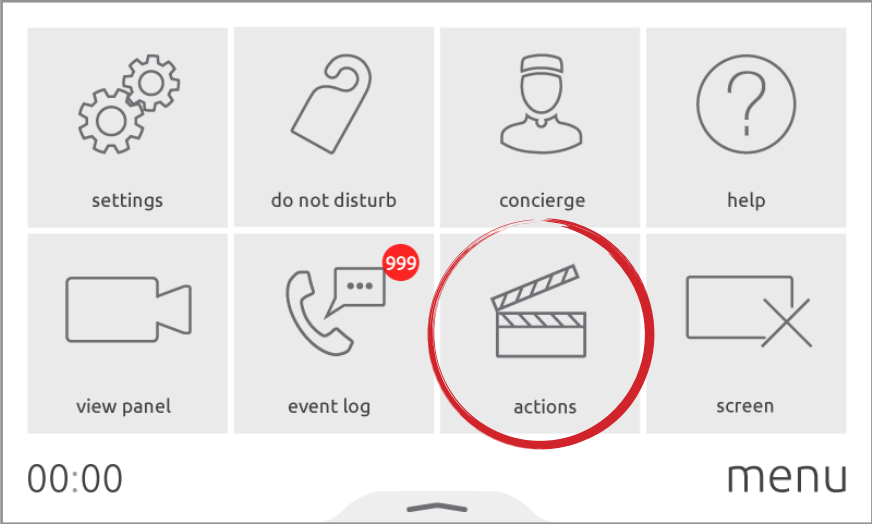 settings
do not disturb
concierge
help
999
view panel
event log
actions
screen
00:00
menu